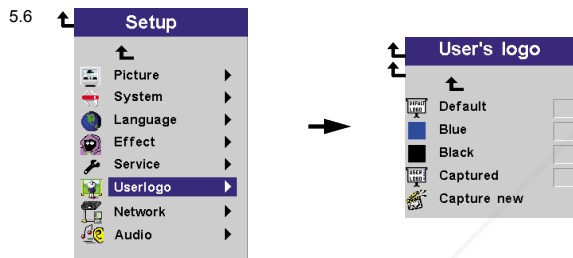 5.6
Setup
Picture
System
Language
Effect
Service
Userlogo
Network
Audio
User's logo
DEFALT LOGO
Default
Blue
Black
USER LOGO
Captured
Capture new